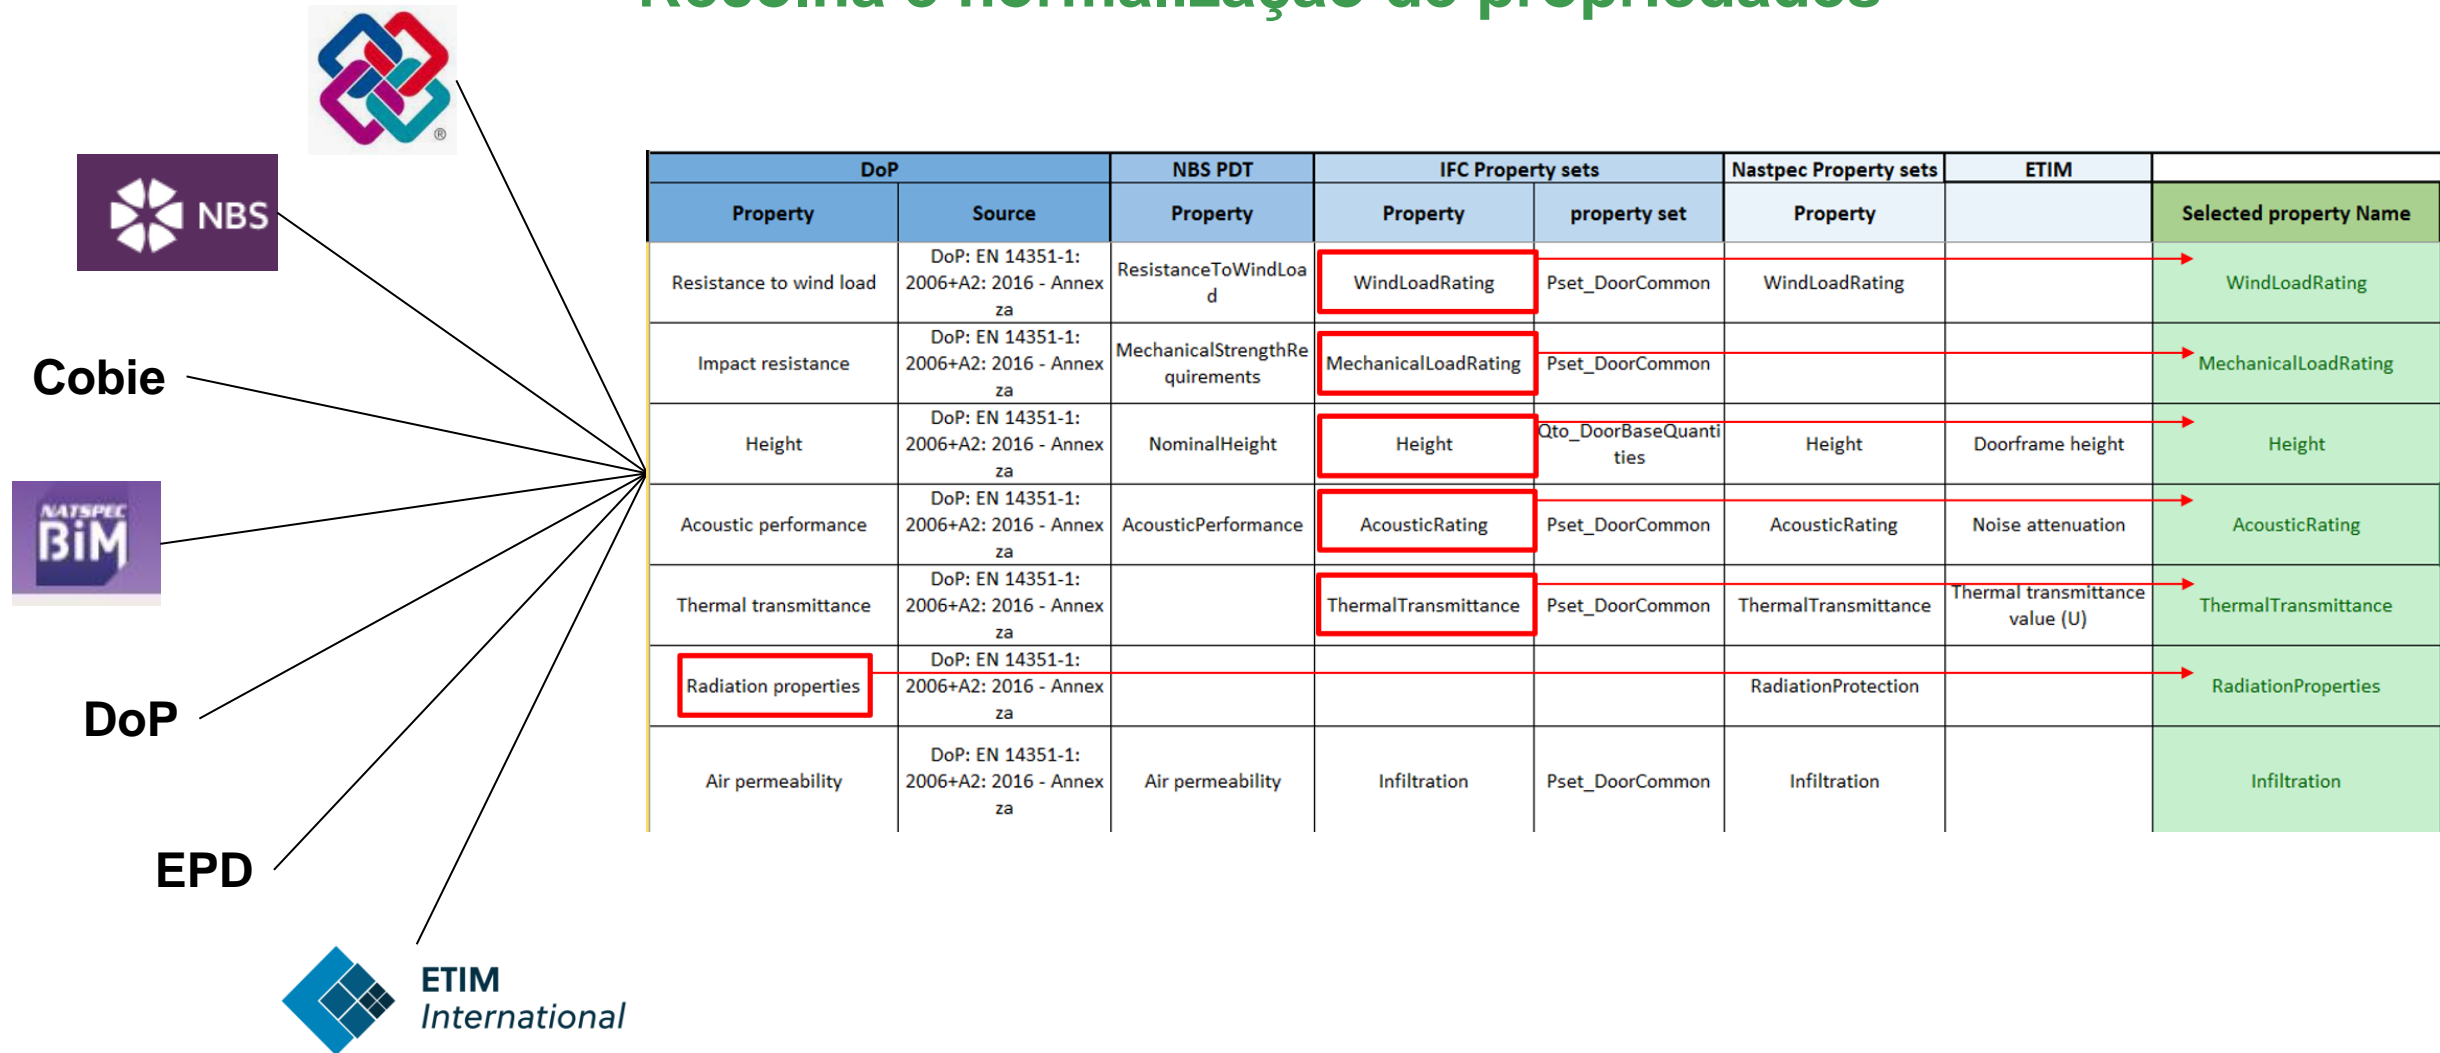 Recolha e normalização de propriedades
®
NBS
Cobie
NATSPEC
BiM
DoP
EPD
ETIM
International
DoP NBS PDT IFC Property sets Nastpec Property sets ETIM
Property Source Property Property property set Property Selected property Name
Resistance to wind load DoP: EN 14351-1: 2006+A2: 2016 - Annex za ResistanceToWindLoad WindLoadRating Pset_DoorCommon WindLoadRating WindLoadRating
Impact resistance DoP: EN 14351-1: 2006+A2: 2016 - Annex za MechanicalStrengthRequirements MechanicalLoadRating Pset_DoorCommon MechanicalLoadRating
Height DoP: EN 14351-1: 2006+A2: 2016 - Annex za NominalHeight Height Qto_DoorBaseQuantities Height Doorframe height Height
Acoustic performance DoP: EN 14351-1: 2006+A2: 2016 - Annex za AcousticPerformance AcousticRating Pset_DoorCommon AcousticRating Noise attenuation AcousticRating
Thermal transmittance DoP: EN 14351-1: 2006+A2: 2016 - Annex za ThermalTransmittance Pset_DoorCommon ThermalTransmittance Thermal transmittance value (U) ThermalTransmittance
Radiation properties DoP: EN 14351-1: 2006+A2: 2016 - Annex za RadiationProtection RadiationProperties
Air permeability DoP: EN 14351-1: 2006+A2: 2016 - Annex za Air permeability Infiltration Pset_DoorCommon Infiltration Infiltration